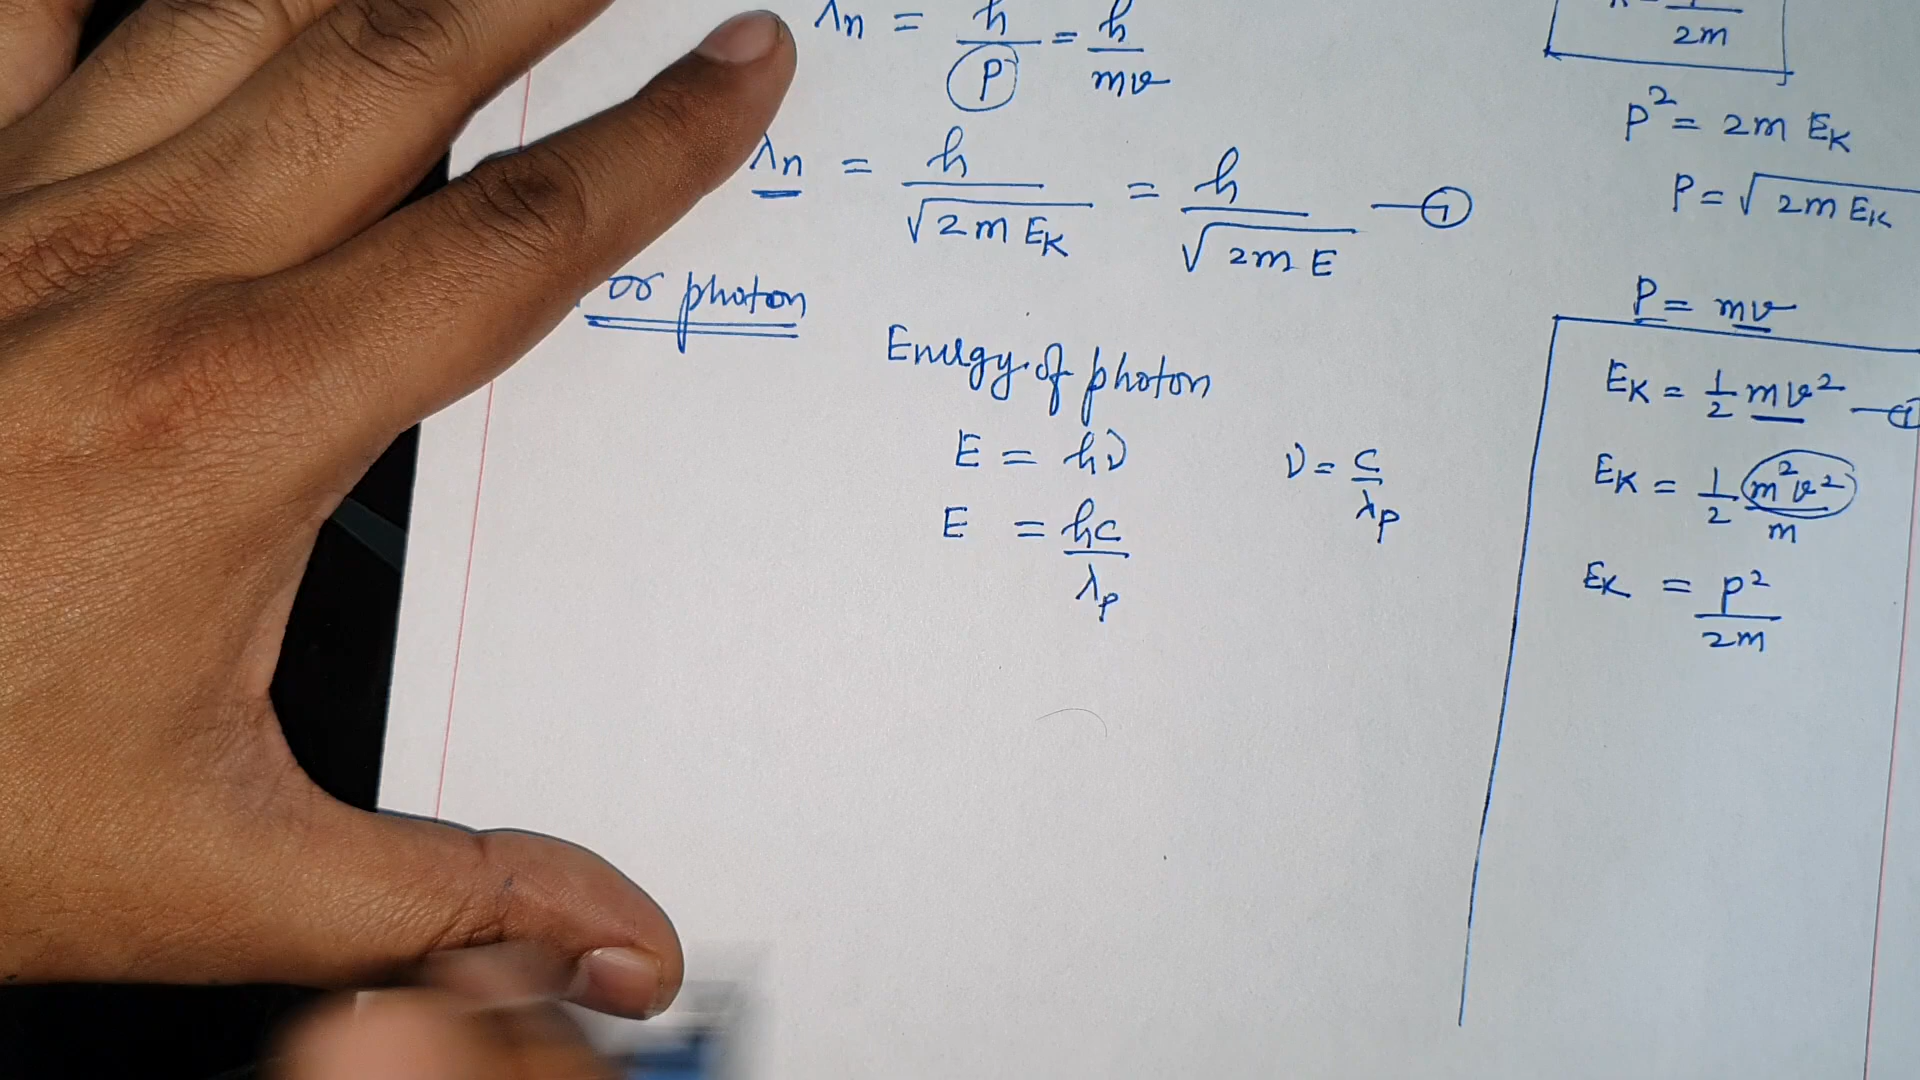 λn = h/P = h/mv
λn = h/√2m EK = h/√2m E —①
For photon
Energy of photon
E = hν    ν = c/λp
E = hc/λp
2m
P² = 2m EK
P = √2m EK
P = mv
EK = 1/2 mv² —①
EK = 1/2 m²v²/m
EK = p²/2m